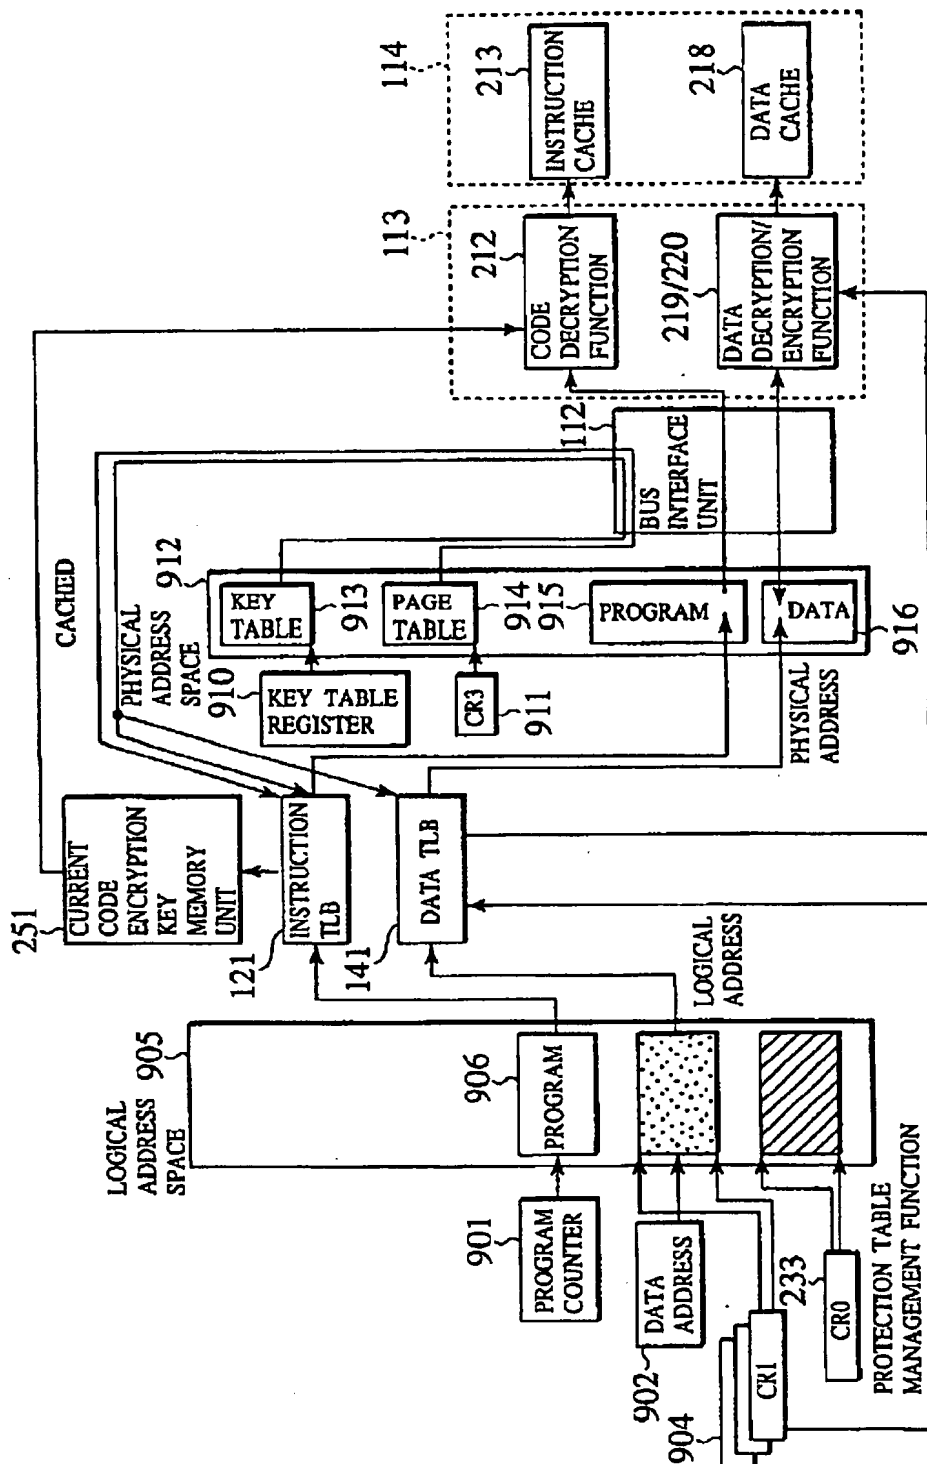 LOGICAL
ADDRESS
SPACE
905
901
PROGRAM
COUNTER
906
PROGRAM
902
DATA
ADDRESS
904
CR1
233
CR0
PROTECTION TABLE
MANAGEMENT FUNCTION
251
CURRENT
CODE
ENCRYPTION
KEY
MEMORY
UNIT
121
INSTRUCTION
TLB
141
DATA TLB
LOGICAL
ADDRESS
CACHED
PHYSICAL
ADDRESS
SPACE
910
KEY TABLE
REGISTER
CR3
911
912
KEY
TABLE
913
PAGE
TABLE
914
915
PROGRAM
DATA
916
PHYSICAL
ADDRESS
112
BUS
INTERFACE
UNIT
113
212
CODE
DECRYPTION
FUNCTION
219/220
DATA
DECRYPTION/
ENCRYPTION
FUNCTION
114
213
INSTRUCTION
CACHE
218
DATA
CACHE